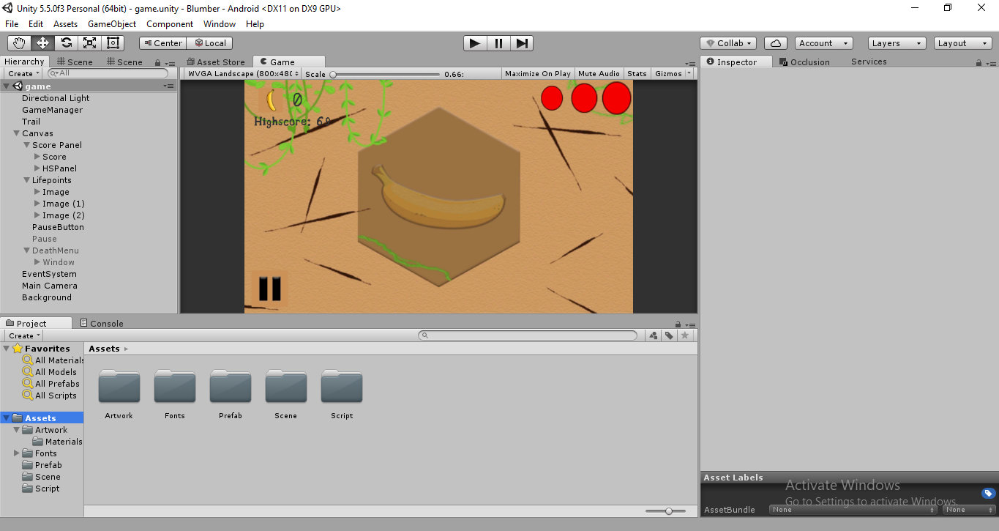 Unity 5.5.0f3 Personal (64bit) - game.unity - Blumber - Android <DX11 on DX9 GPU>
File Edit Assets GameObject Component Window Help
Center Local Collab Account Layers Layout
Hierarchy Scene Scene Asset Store Game Inspector Occlusion Services
Create All WVGA Landscape (800x480 Scale 0.66: Maximize On Play Mute Audio Stats Gizmos
game
Directional Light
GameManager
Trail
Canvas
Score Panel
Score
HSPanel
Lifepoints
Image
Image (1)
Image (2)
PauseButton
Pause
DeathMenu
Window
EventSystem
Main Camera
Background
0
Highscore: 69
Project Console
Create
Favorites
All Materials
All Models
All Prefabs
All Scripts
Assets
Artwork
Materials
Fonts
Prefab
Scene
Script
Assets
Artwork Fonts Prefab Scene Script
Asset Labels
Activate Windows
Go to Settings to activate Windows.
AssetBundle None None